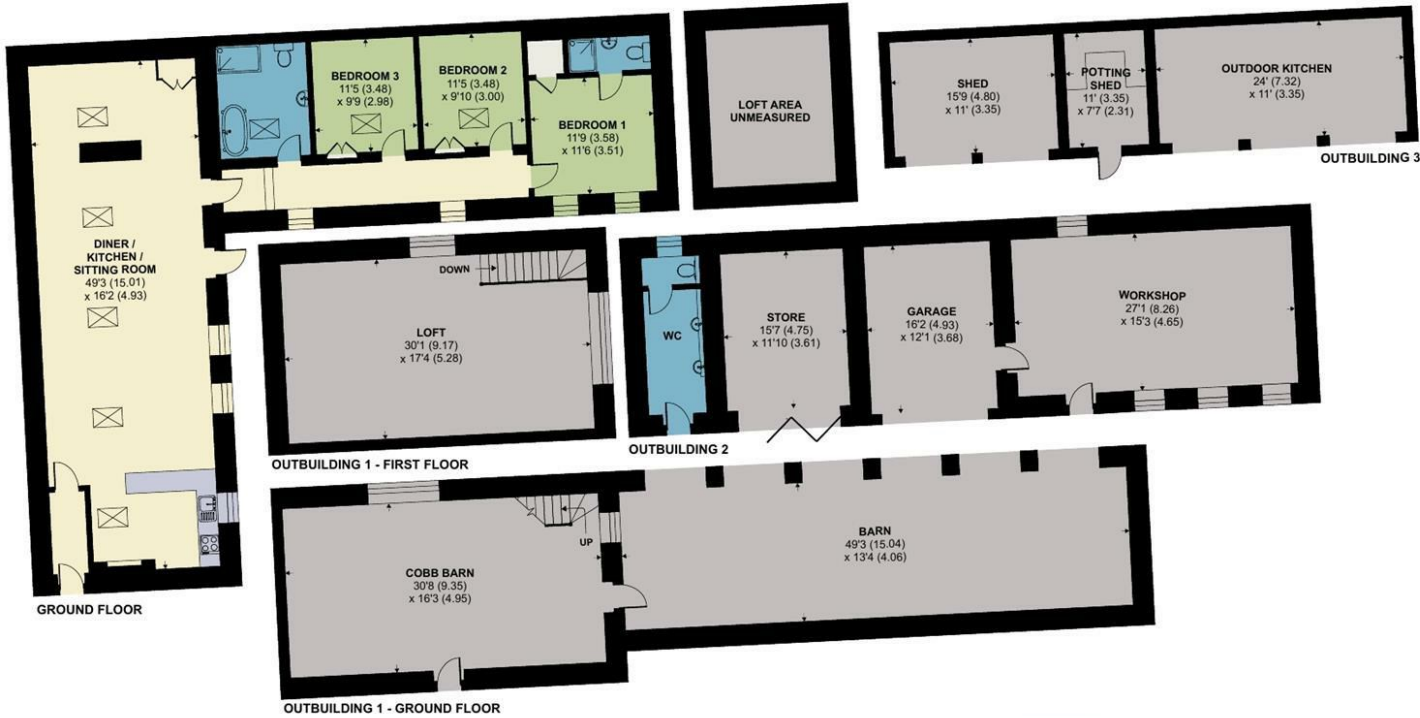 BEDROOM 3
11'5 (3.48)
x 9'9 (2.98)
BEDROOM 2
11'5 (3.48)
x 9'10 (3.00)
BEDROOM 1
11'9 (3.58)
x 11'6 (3.51)
DINER /
KITCHEN /
SITTING ROOM
49'3 (15.01)
x 16'2 (4.93)
GROUND FLOOR
LOFT AREA
UNMEASURED
SHED
15'9 (4.80)
x 11' (3.35)
POTTING
SHED
11' (3.35)
x 7'7 (2.31)
OUTDOOR KITCHEN
24' (7.32)
x 11' (3.35)
OUTBUILDING 3
DOWN
LOFT
30'1 (9.17)
x 17'4 (5.28)
OUTBUILDING 1 - FIRST FLOOR
WC
STORE
15'7 (4.75)
x 11'10 (3.61)
GARAGE
16'2 (4.93)
x 12'1 (3.68)
WORKSHOP
27'1 (8.26)
x 15'3 (4.65)
OUTBUILDING 2
UP
COBB BARN
30'8 (9.35)
x 16'3 (4.95)
BARN
49'3 (15.04)
x 13'4 (4.06)
OUTBUILDING 1 - GROUND FLOOR